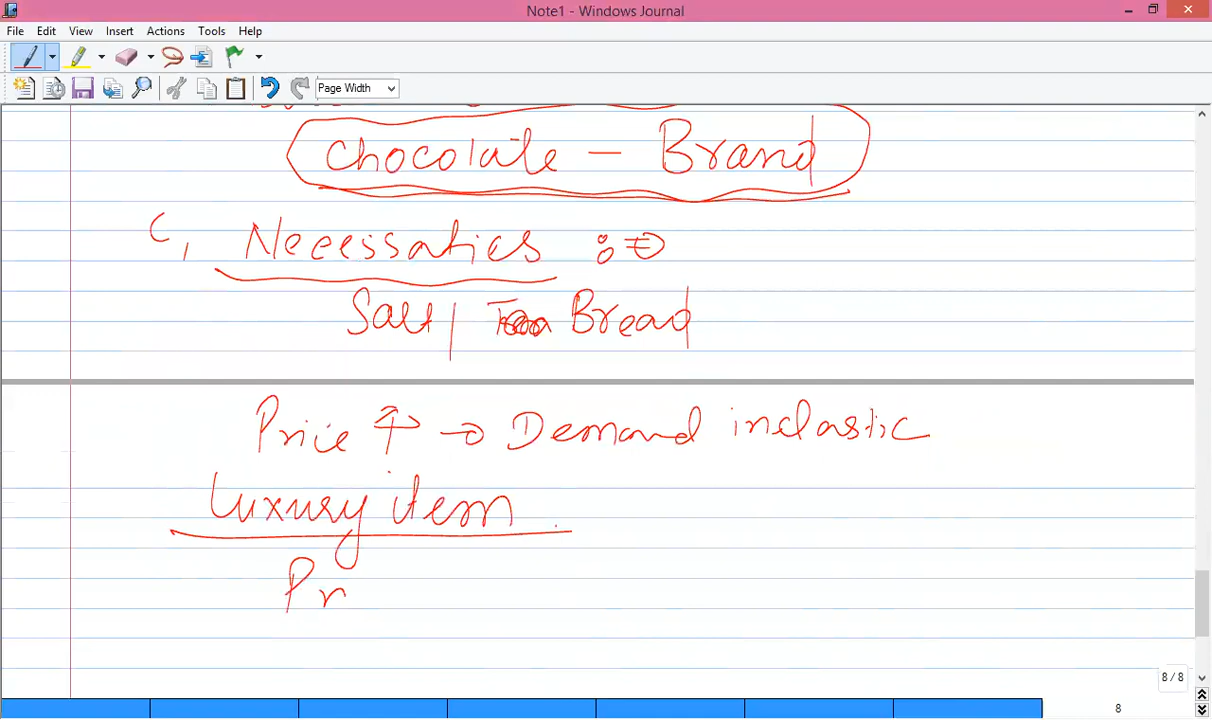 Note1 - Windows Journal
File Edit View Insert Actions Tools Help
Page Width
chocolate - Brand
C, Necessaties :→
Salt | Bread
Price ↑ → Demand inelastic
Luxury item
Pr
8 / 8
8